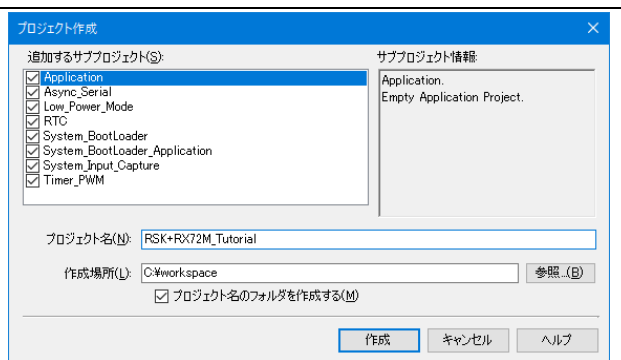 プロジェクト作成
追加するサブプロジェクト(S):
Application
Async_Serial
Low_Power_Mode
RTC
System_BootLoader
System_BootLoader_Application
System_Input_Capture
Timer_PWM
サブプロジェクト情報:
Application.
Empty Application Project.
プロジェクト名(N): RSK+RX72M_Tutorial
作成場所(L): C:¥workspace 参照...(B)
プロジェクト名のフォルダを作成する(M)
作成 キャンセル ヘルプ